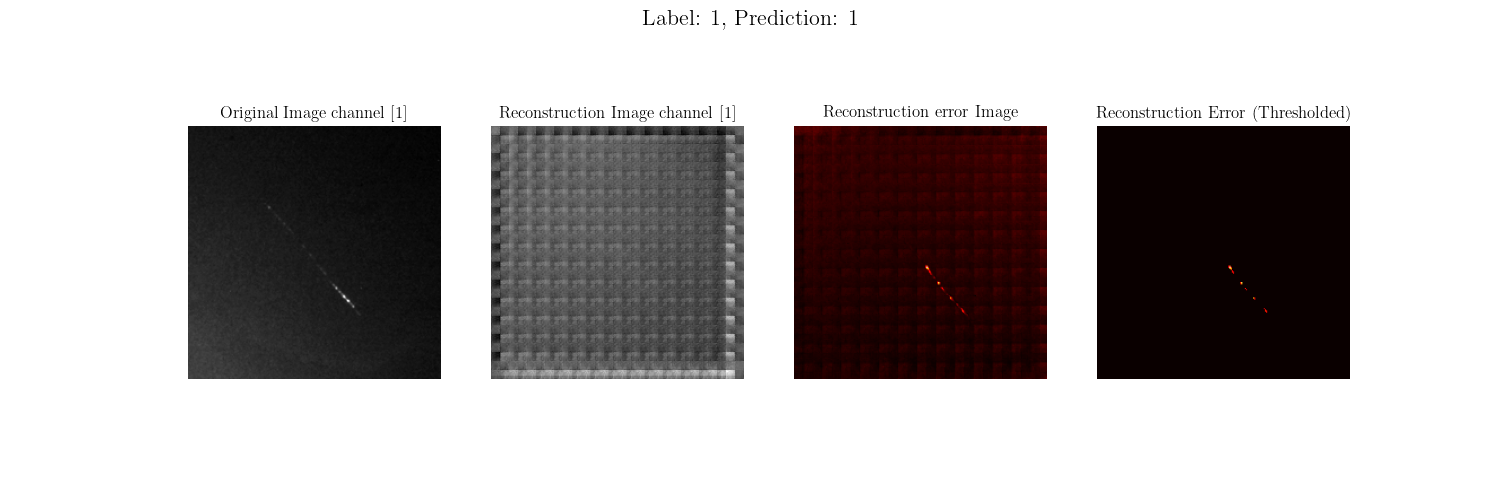 Label: 1, Prediction: 1
Original Image channel [1]
Reconstruction Image channel [1]
Reconstruction error Image
Reconstruction Error (Thresholded)